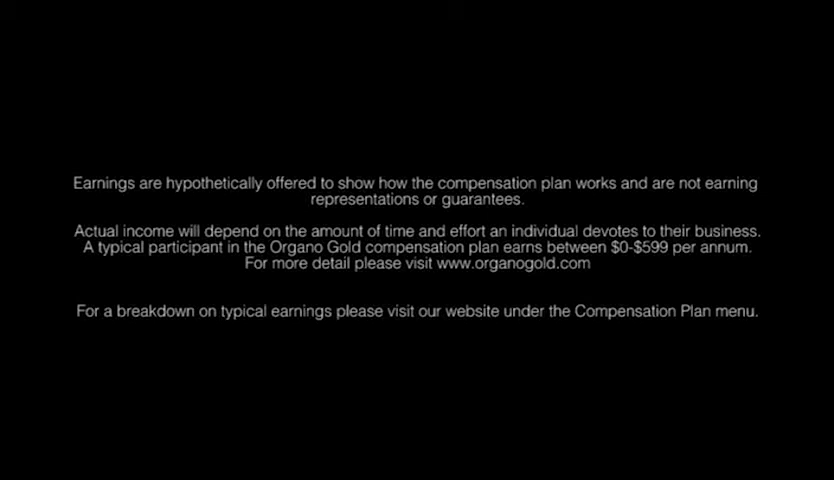 Earnings are hypothetically offered to show how the compensation plan works and are not earning
representations or guarantees.
Actual income will depend on the amount of time and effort an individual devotes to their business.
A typical participant in the Organo Gold compensation plan earns between $0-$599 per annum.
For more detail please visit www.organogold.com
For a breakdown on typical earnings please visit our website under the Compensation Plan menu.